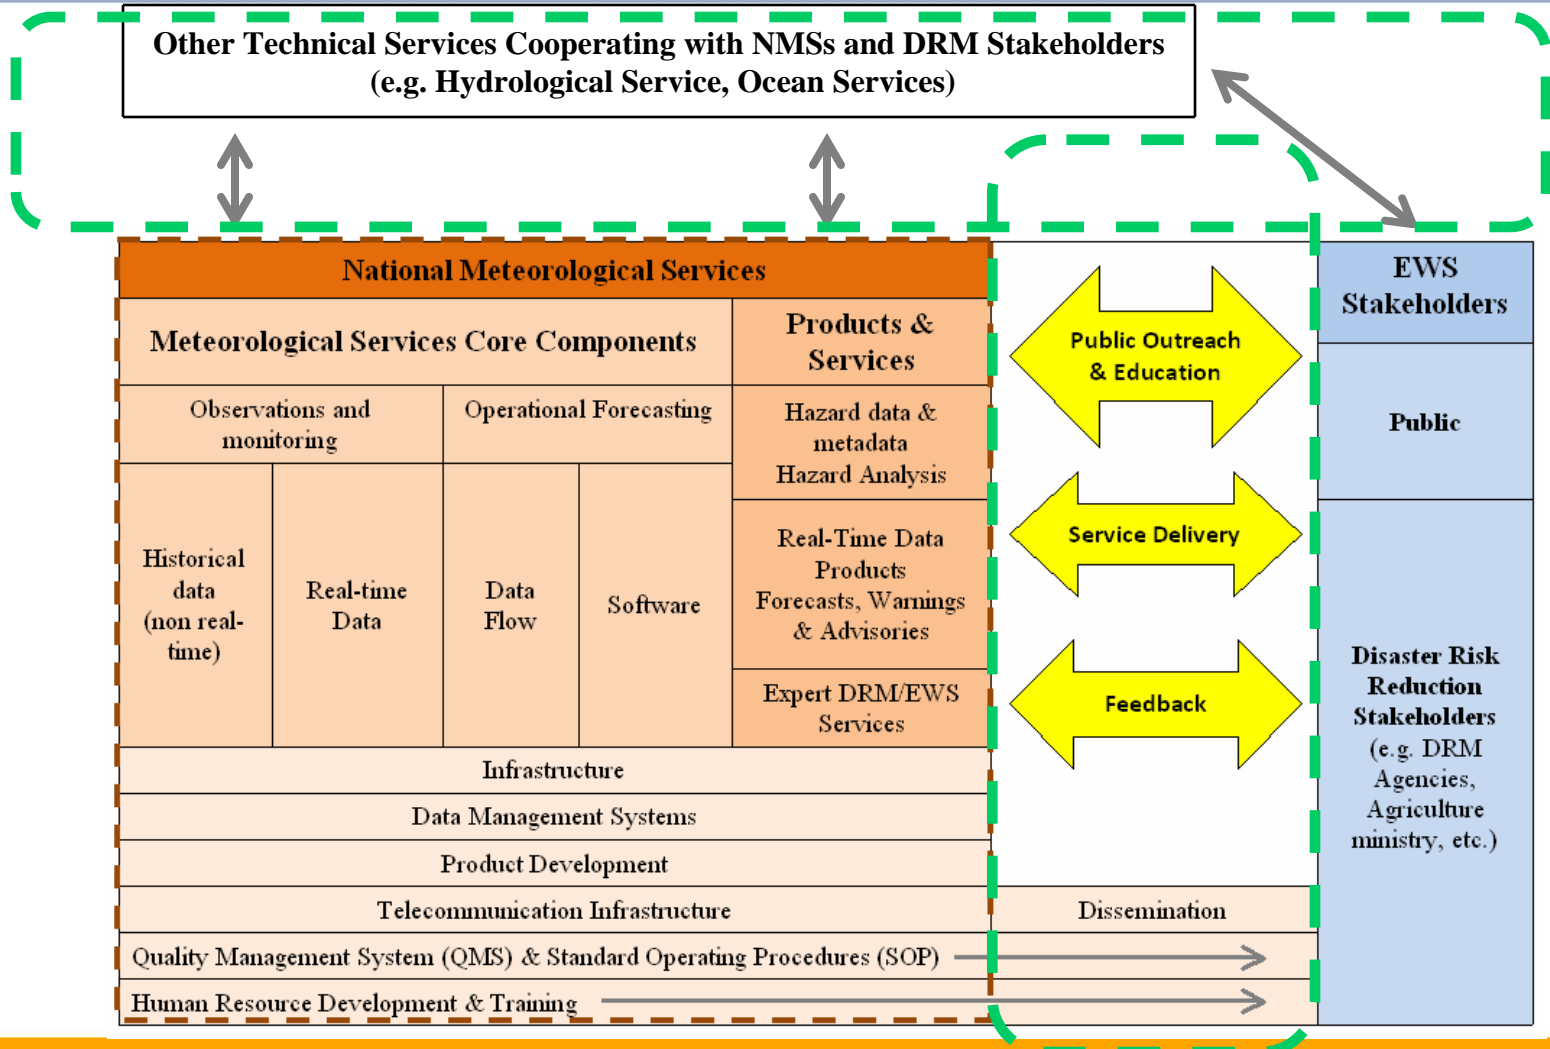 Other Technical Services Cooperating with NMSs and DRM Stakeholders
(e.g. Hydrological Service, Ocean Services)
National Meteorological Services
Meteorological Services Core Components
Products &
Services
Observations and
monitoring
Operational Forecasting
Hazard data &
metadata
Hazard Analysis
Historical
data
(non real-
time)
Real-time
Data
Data
Flow
Software
Real-Time Data
Products
Forecasts, Warnings
& Advisories
Expert DRM/EWS
Services
Infrastructure
Data Management Systems
Product Development
Telecommunication Infrastructure
Quality Management System (QMS) & Standard Operating Procedures (SOP)
Human Resource Development & Training
Public Outreach
& Education
Service Delivery
Feedback
Dissemination
EWS
Stakeholders
Public
Disaster Risk
Reduction
Stakeholders
(e.g. DRM
Agencies,
Agriculture
ministry, etc.)